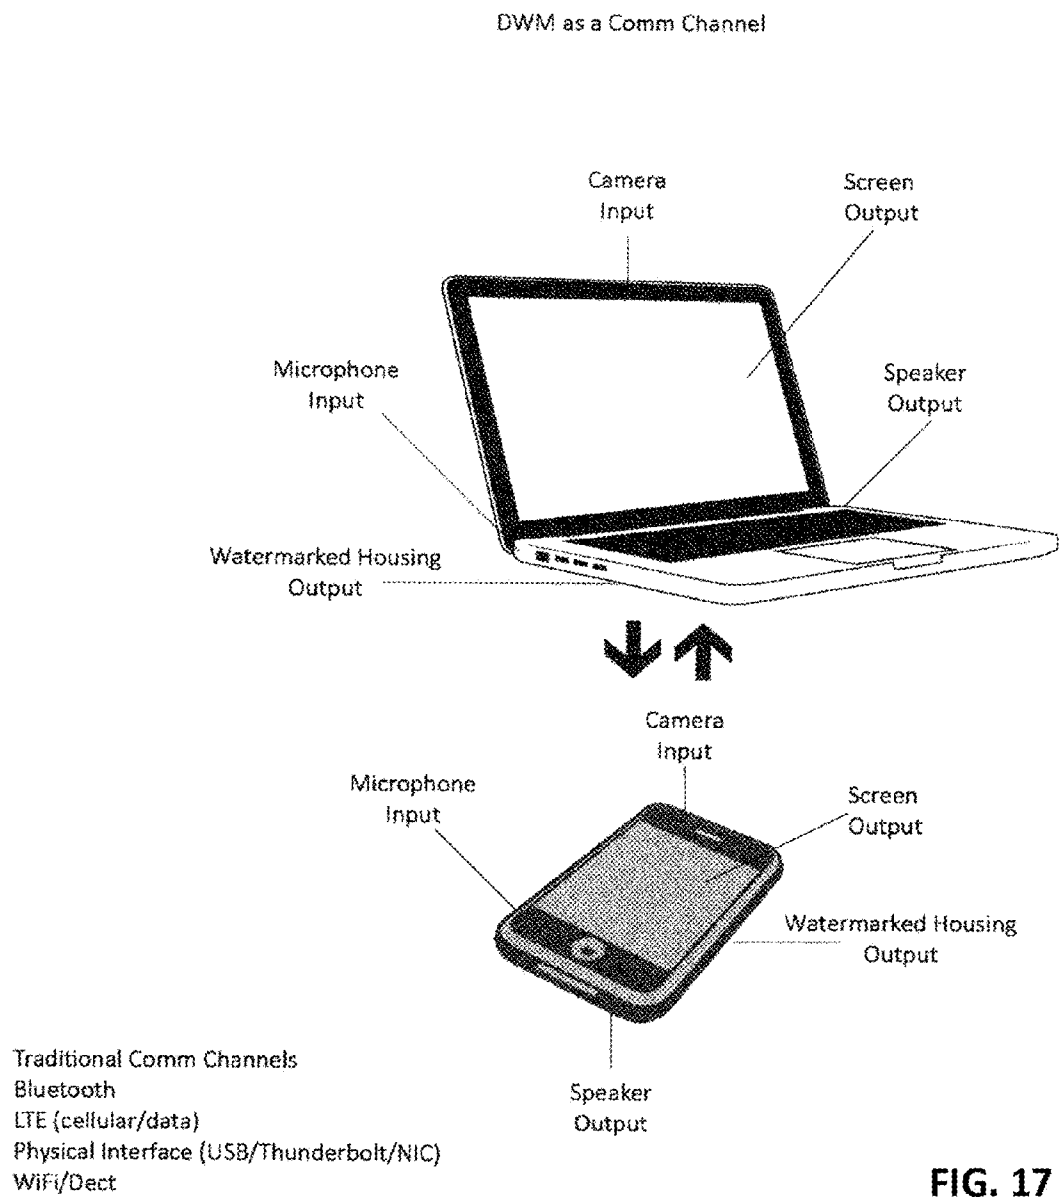 DWM as a Comm Channel
Camera
Input
Screen
Output
Microphone
Input
Speaker
Output
Watermarked Housing
Output
Camera
Input
Microphone
Input
Screen
Output
Watermarked Housing
Output
Speaker
Output
Traditional Comm Channels
Bluetooth
LTE (cellular/data)
Physical Interface (USB/Thunderbolt/NIC)
WiFi/Dect
FIG. 17